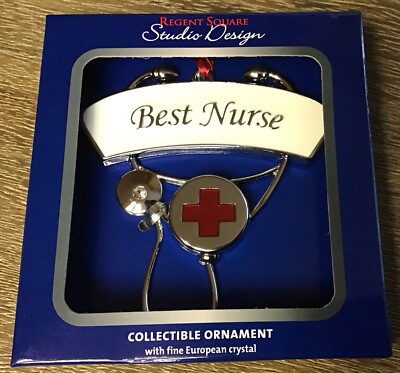 Regent Square
Studio Design
Best Nurse
COLLECTIBLE ORNAMENT
with fine European crystal